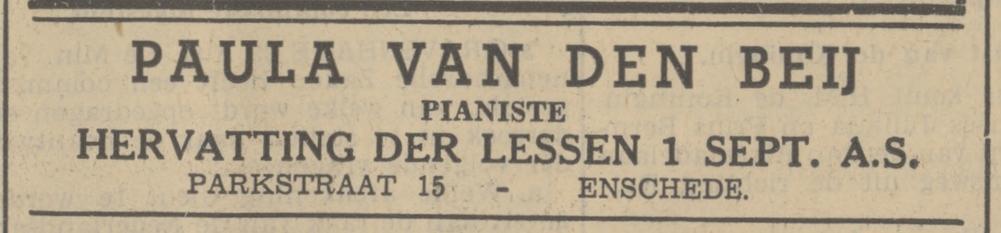 PAULA VAN DEN BEIJ
PIANISTE
HERVATTING DER LESSEN 1 SEPT. A.S.
PARKSTRAAT 15 - ENSCHEDE.